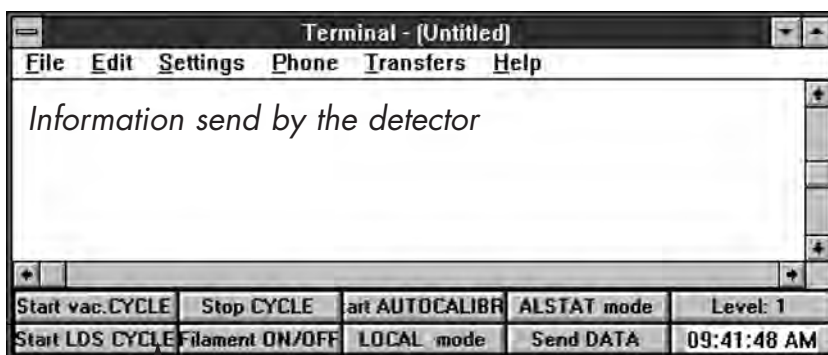 Terminal - (Untitled)
File Edit Settings Phone Transfers Help
Information send by the detector
Start vac.CYCLE Stop CYCLE art AUTOCALIBR ALSTAT mode Level: 1
Start LDS CYCLE Filament ON/OFF LOCAL mode Send DATA 09:41:48 AM